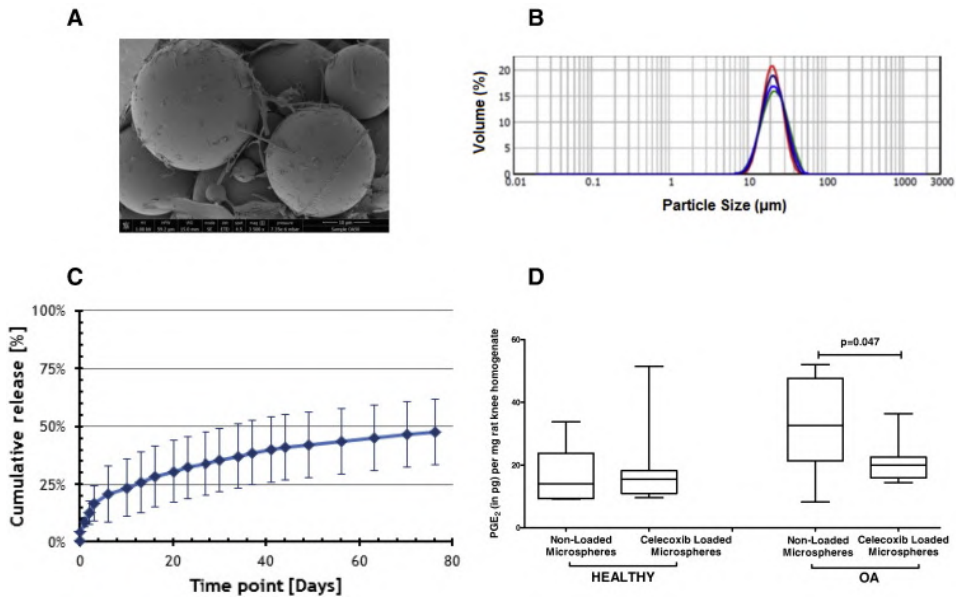 A
B
20
15
10
5
0
Volume (%)
0.01 0.1 1 10 100 1000 3000
Particle Size (µm)
C
100%
75%
50%
25%
0%
Cumulative release [%]
0 20 40 60 80
Time point [Days]
D
60
40
20
0
PGE2 (in pg) per mg rat knee homogenate
p=0.047
Non-Loaded
Microspheres
Celecoxib Loaded
Microspheres
HEALTHY
Non-Loaded
Microspheres
Celecoxib Loaded
Microspheres
OA